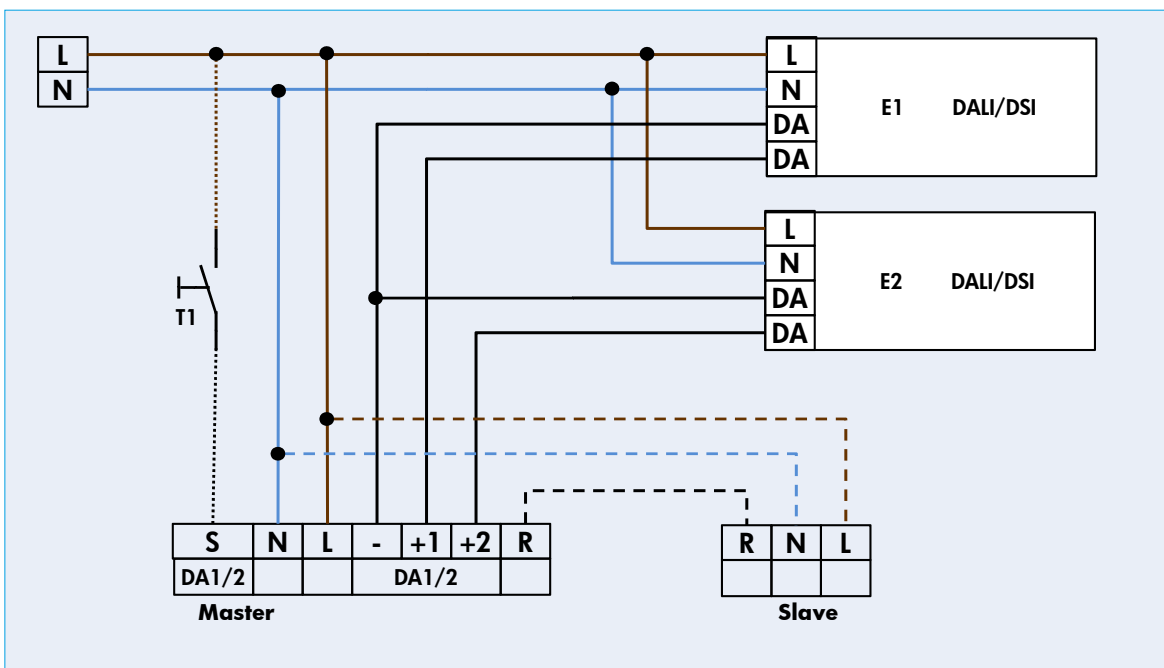 L
N
L
N
DA
DA
E1 DALI/DSI
L
N
DA
DA
E2 DALI/DSI
T1
S N L - +1 +2 R
DA1/2 DA1/2
Master
R N L
Slave